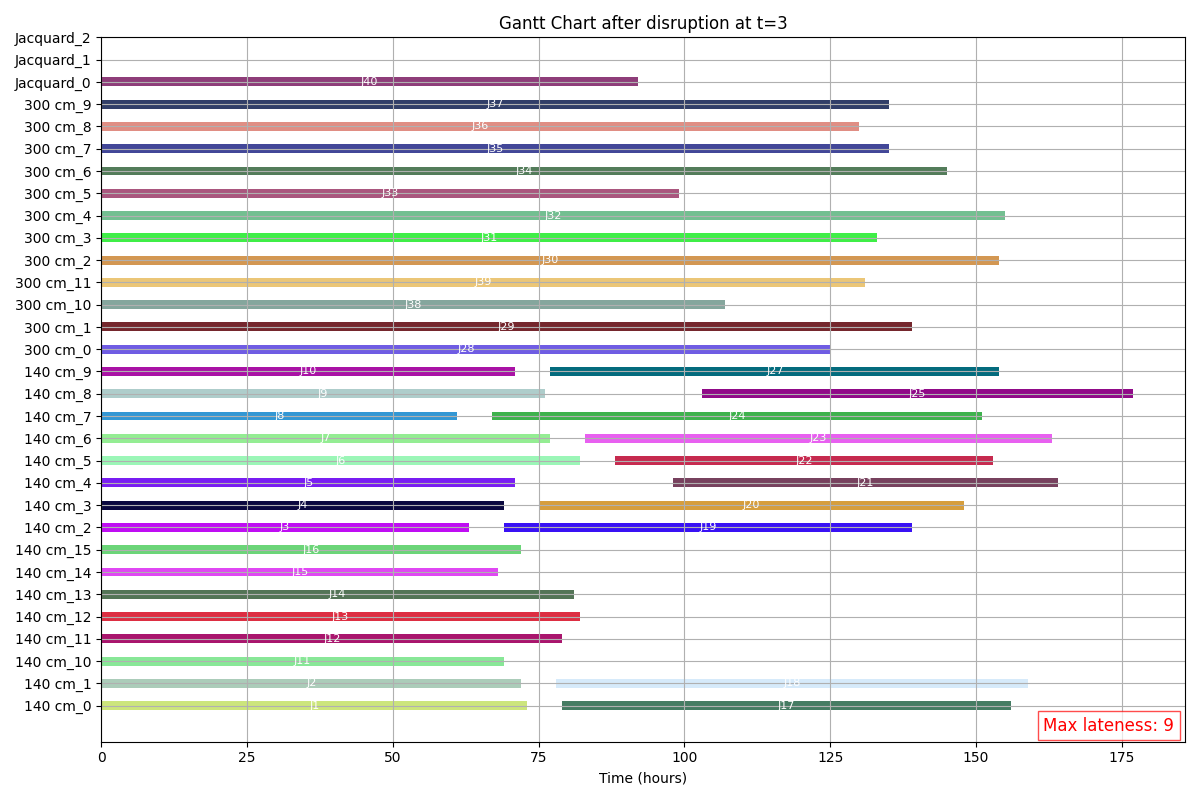 Gantt Chart after disruption at t=3
Jacquard_2
Jacquard_1
Jacquard_0 J40
300 cm_9 J37
300 cm_8 J36
300 cm_7 J35
300 cm_6 J34
300 cm_5 J33
300 cm_4 J32
300 cm_3 J31
300 cm_2 J30
300 cm_11 J39
300 cm_10 J38
300 cm_1 J29
300 cm_0 J28
140 cm_9 J10 J27
140 cm_8 J9 J25
140 cm_7 J8 J24
140 cm_6 J7 J23
140 cm_5 J6 J22
140 cm_4 J5 J21
140 cm_3 J4 J20
140 cm_2 J3 J19
140 cm_15 J16
140 cm_14 J15
140 cm_13 J14
140 cm_12 J13
140 cm_11 J12
140 cm_10 J11
140 cm_1 J2 J18
140 cm_0 J1 J17
Max lateness: 9
0 25 50 75 100 125 150 175
Time (hours)